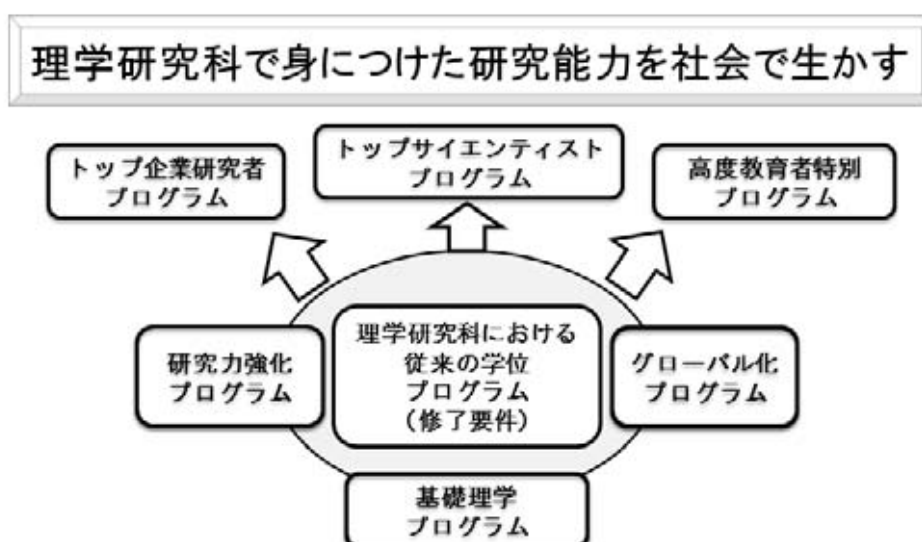 理学研究科で身につけた研究能力を社会で生かす
トップ企業研究者
プログラム
トップサイエンティスト
プログラム
高度教育者特別
プログラム
研究力強化
プログラム
理学研究科における
従来の学位
プログラム
(修了要件)
グローバル化
プログラム
基礎理学
プログラム